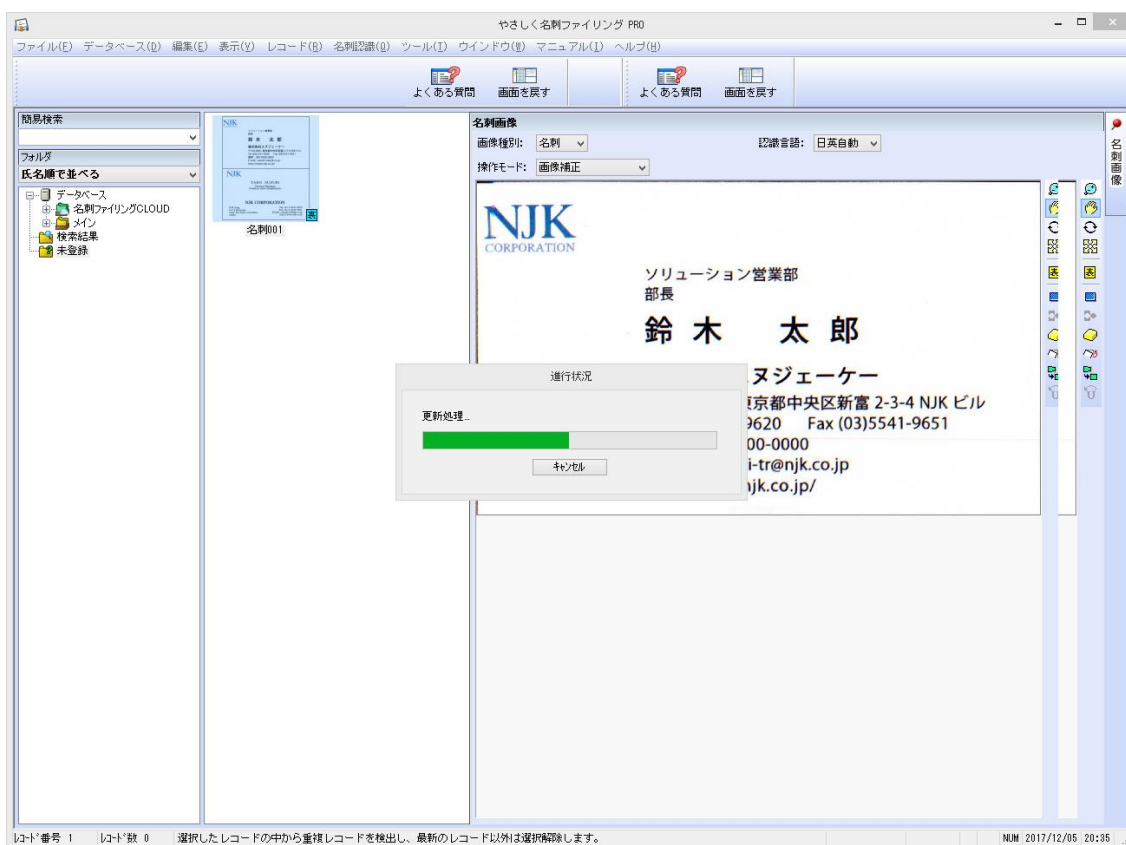 やさしく名刺ファイリング PRO
ファイル(F) データベース(D) 編集(E) 表示(V) レコード(R) 名刺認識(O) ツール(T) ウインドウ(W) マニュアル(I) ヘルプ(H)
よくある質問 画面を戻す よくある質問 画面を戻す
簡易検索
フォルダ
氏名順で並べる
データベース
名刺ファイリングCLOUD
メイン
検索結果
未登録
NJK
鈴 木 太 郎
NJK
表
名刺001
名刺画像
画像種別: 名刺 認識言語: 日英自動
操作モード: 画像補正
名刺画像
表 表
NJK
CORPORATION
ソリューション営業部
部長
鈴 木 太 郎
ヌジェーケー
京都中央区新富 2-3-4 NJK ビル
9620 Fax (03)5541-9651
00-0000
i-tr@njk.co.jp
njk.co.jp/
進行状況
更新処理...
キャンセル
レコード番号 1 レコード数 0 選択したレコードの中から重複レコードを検出し、最新のレコード以外は選択解除します。 NUM 2017/12/05 20:35